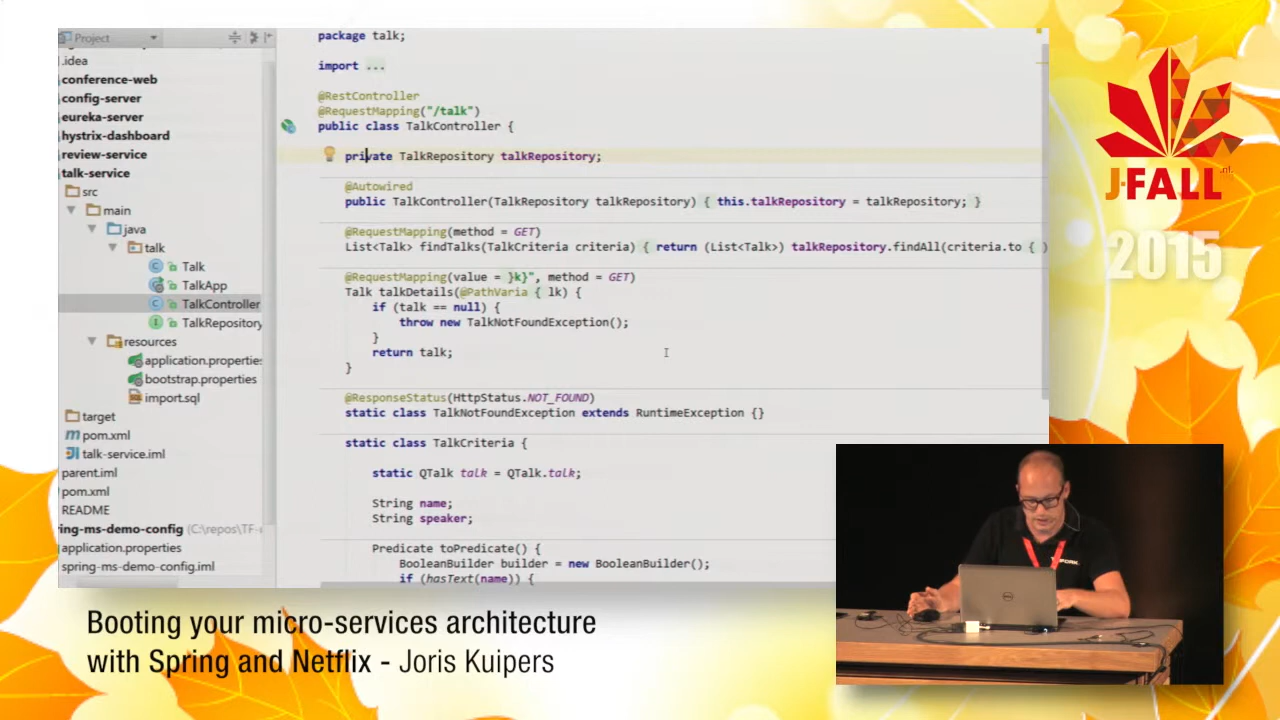 Project
.idea
conference-web
config-server
eureka-server
hystrix-dashboard
review-service
talk-service
src
main
java
talk
Talk
TalkApp
TalkController
TalkRepository
resources
application.propertie
bootstrap.properties
import.sql
target
pom.xml
talk-service.iml
parent.iml
pom.xml
README
ring-ms-demo-config (C:\repos\TF-
application.properties
spring-ms-demo-config.iml
package talk;
import ...
@RestController
@RequestMapping("/talk")
public class TalkController {
private TalkRepository talkRepository;
@Autowired
public TalkController(TalkRepository talkRepository) { this.talkRepository = talkRepository; }
@RequestMapping(method = GET)
List<Talk> findTalks(TalkCriteria criteria) { return (List<Talk>) talkRepository.findAll(criteria.to { )
@RequestMapping(value = }k}", method = GET)
Talk talkDetails(@PathVaria { lk) {
if (talk == null) {
throw new TalkNotFoundException();
}
return talk;
}
@ResponseStatus(HttpStatus.NOT_FOUND)
static class TalkNotFoundException extends RuntimeException {}
static class TalkCriteria {
static QTalk talk = QTalk.talk;
String name;
String speaker;
Predicate toPredicate() {
BooleanBuilder builder = new BooleanBuilder();
if (hasText(name)) {
J-FALL.nl
2015
Booting your micro-services architecture
with Spring and Netflix - Joris Kuipers